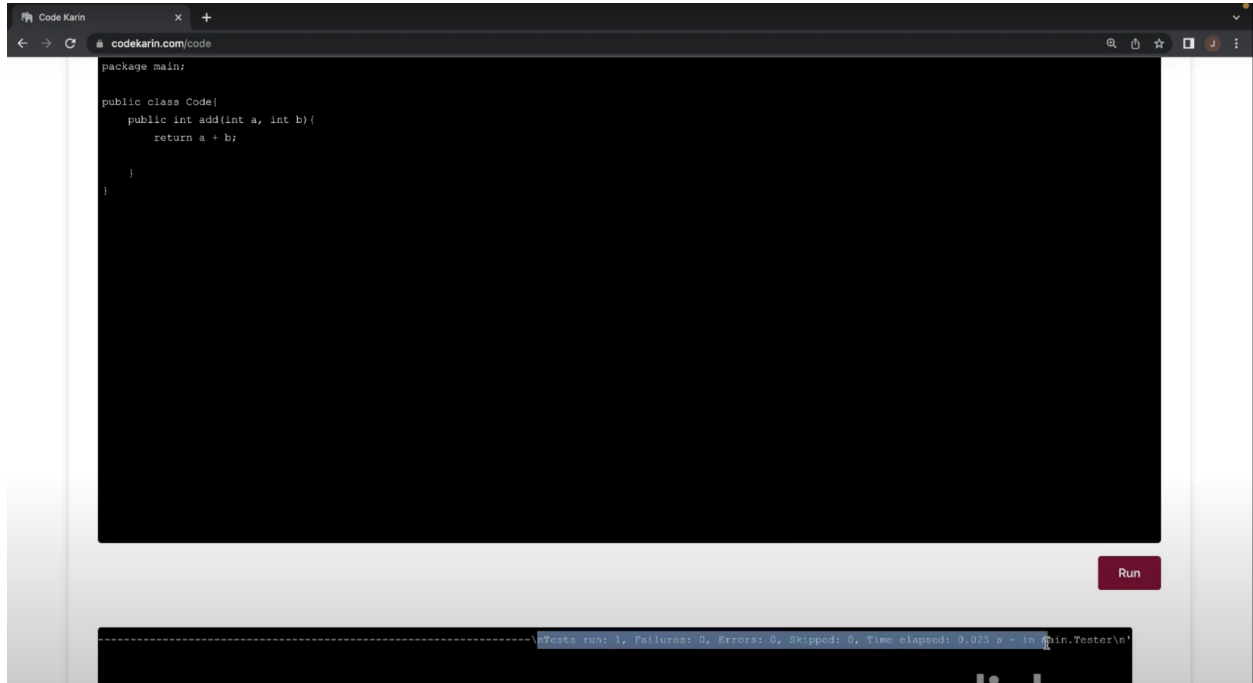 Code Karin
codekarin.com/code
J
package main;
public class Code{
public int add(int a, int b){
return a + b;
}
}
Run
---------------------------------------------------------------\nTests run: 1, Failures: 0, Errors: 0, Skipped: 0, Time elapsed: 0.025 s - in main.Tester\n'